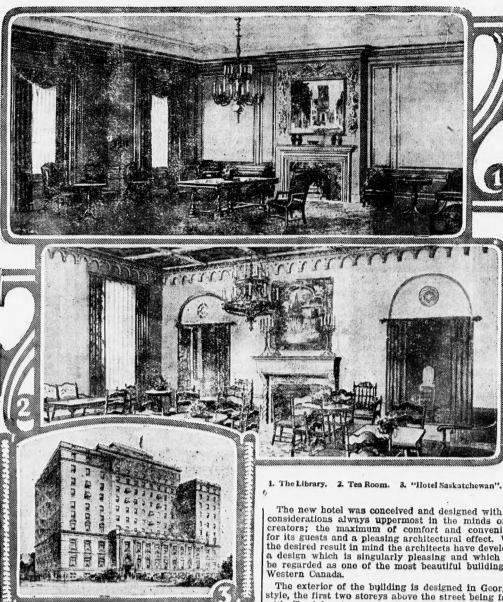 1
2
3
1. The Library. 2. Tea Room. 3. "Hotel Saskatchewan".
The new hotel was conceived and designed with
considerations always uppermost in the minds o
creators; the maximum of comfort and conveni
for its guests and a pleasing architectural effect.
the desired result in mind the architects have devel
a design which is singularly pleasing and which
be regarded as one of the most beautiful building
Western Canada.
The exterior of the building is designed in Geor
style, the first two storeys above the street being f